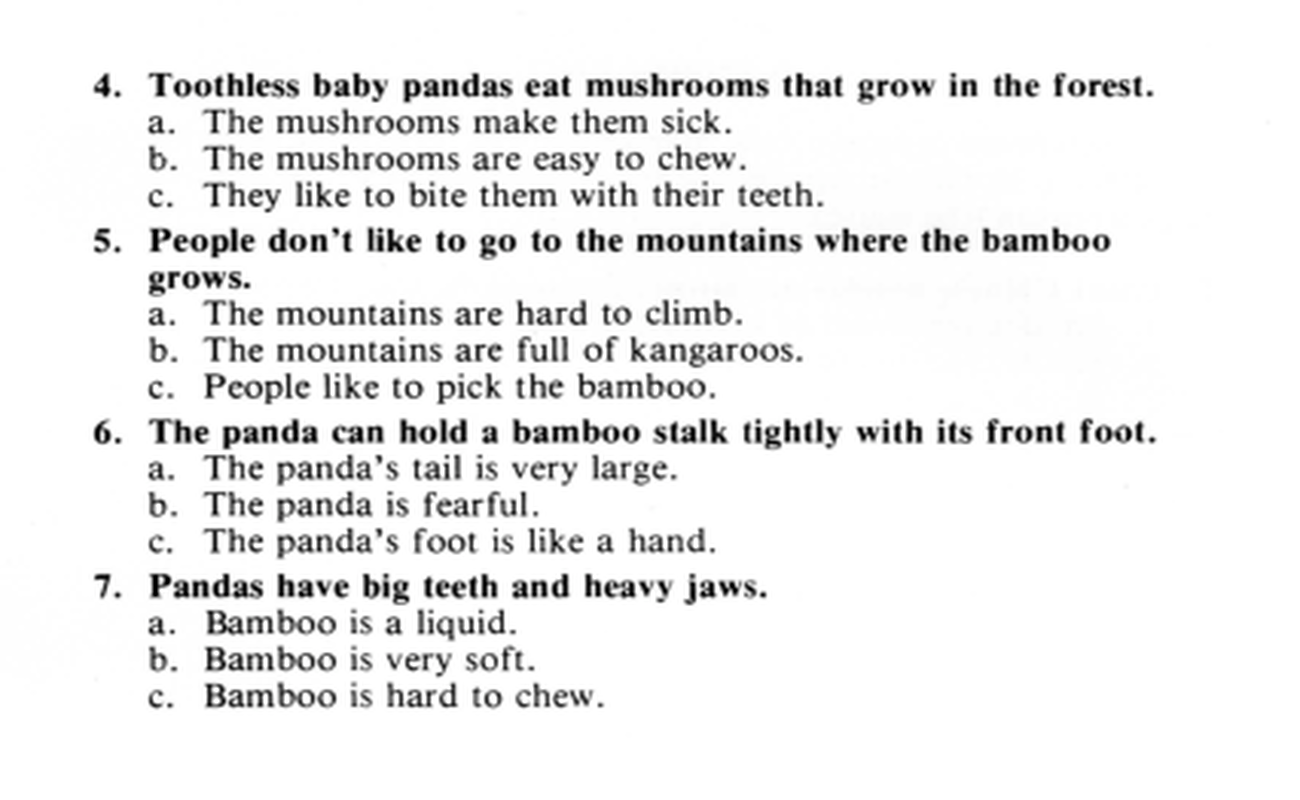 4. Toothless baby pandas eat mushrooms that grow in the forest.
a. The mushrooms make them sick.
b. The mushrooms are easy to chew.
c. They like to bite them with their teeth.
5. People don’t like to go to the mountains where the bamboo
grows.
a. The mountains are hard to climb.
b. The mountains are full of kangaroos.
c. People like to pick the bamboo.
6. The panda can hold a bamboo stalk tightly with its front foot.
a. The panda’s tail is very large.
b. The panda is fearful.
c. The panda’s foot is like a hand.
7. Pandas have big teeth and heavy jaws.
a. Bamboo is a liquid.
b. Bamboo is very soft.
c. Bamboo is hard to chew.